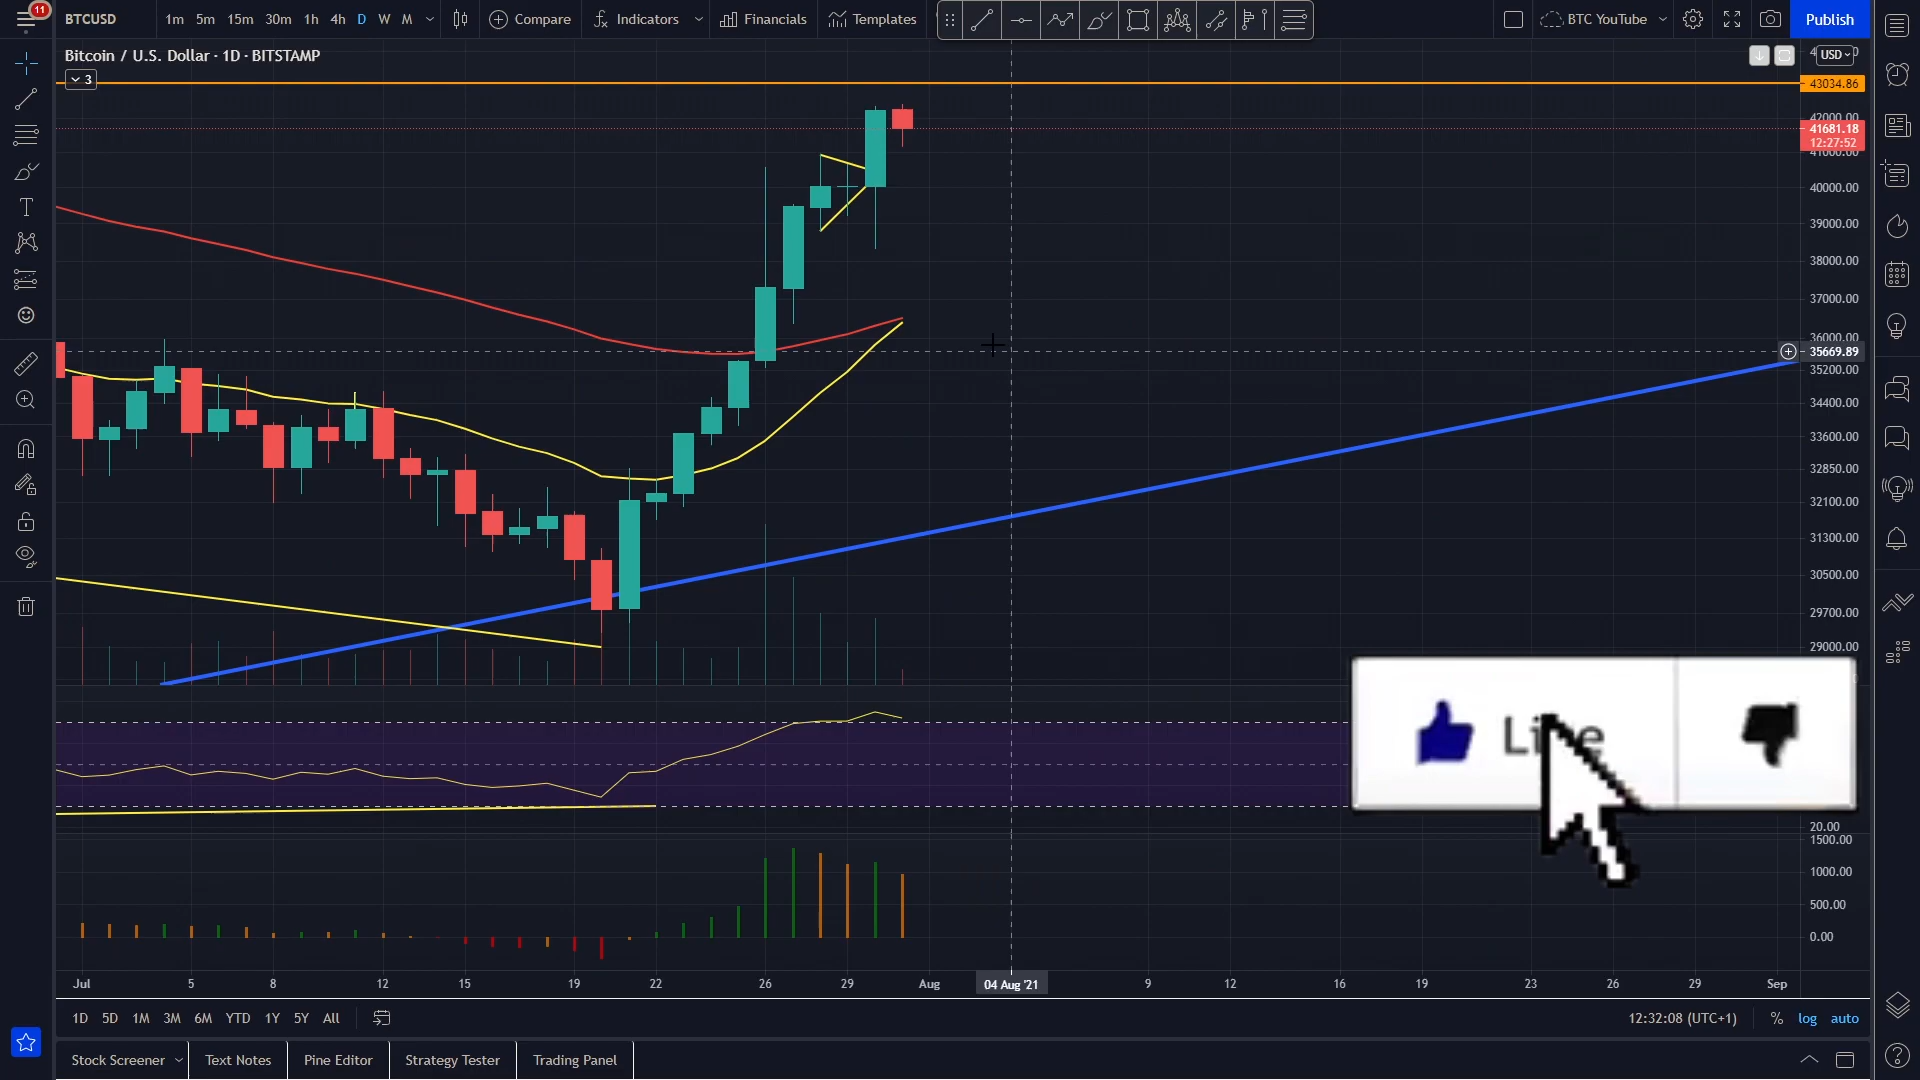 11
BTCUSD
1m 5m 15m 30m 1h 4h D W M
Compare
Indicators
Financials
Templates
BTC YouTube
Publish
Bitcoin / U.S. Dollar · 1D · BITSTAMP
3
USD
43034.86
42000.00
41681.18
12:27:52
41000.00
40000.00
39000.00
38000.00
37000.00
36000.00
35669.89
35200.00
34400.00
33600.00
32850.00
32100.00
31300.00
30500.00
29700.00
29000.00
Like
20.00
1500.00
1000.00
500.00
0.00
Jul 5 8 12 15 19 22 26 29 Aug 04 Aug '21 9 12 16 19 23 26 29 Sep
1D 5D 1M 3M 6M YTD 1Y 5Y All
12:32:08 (UTC+1) % log auto
Stock Screener Text Notes Pine Editor Strategy Tester Trading Panel